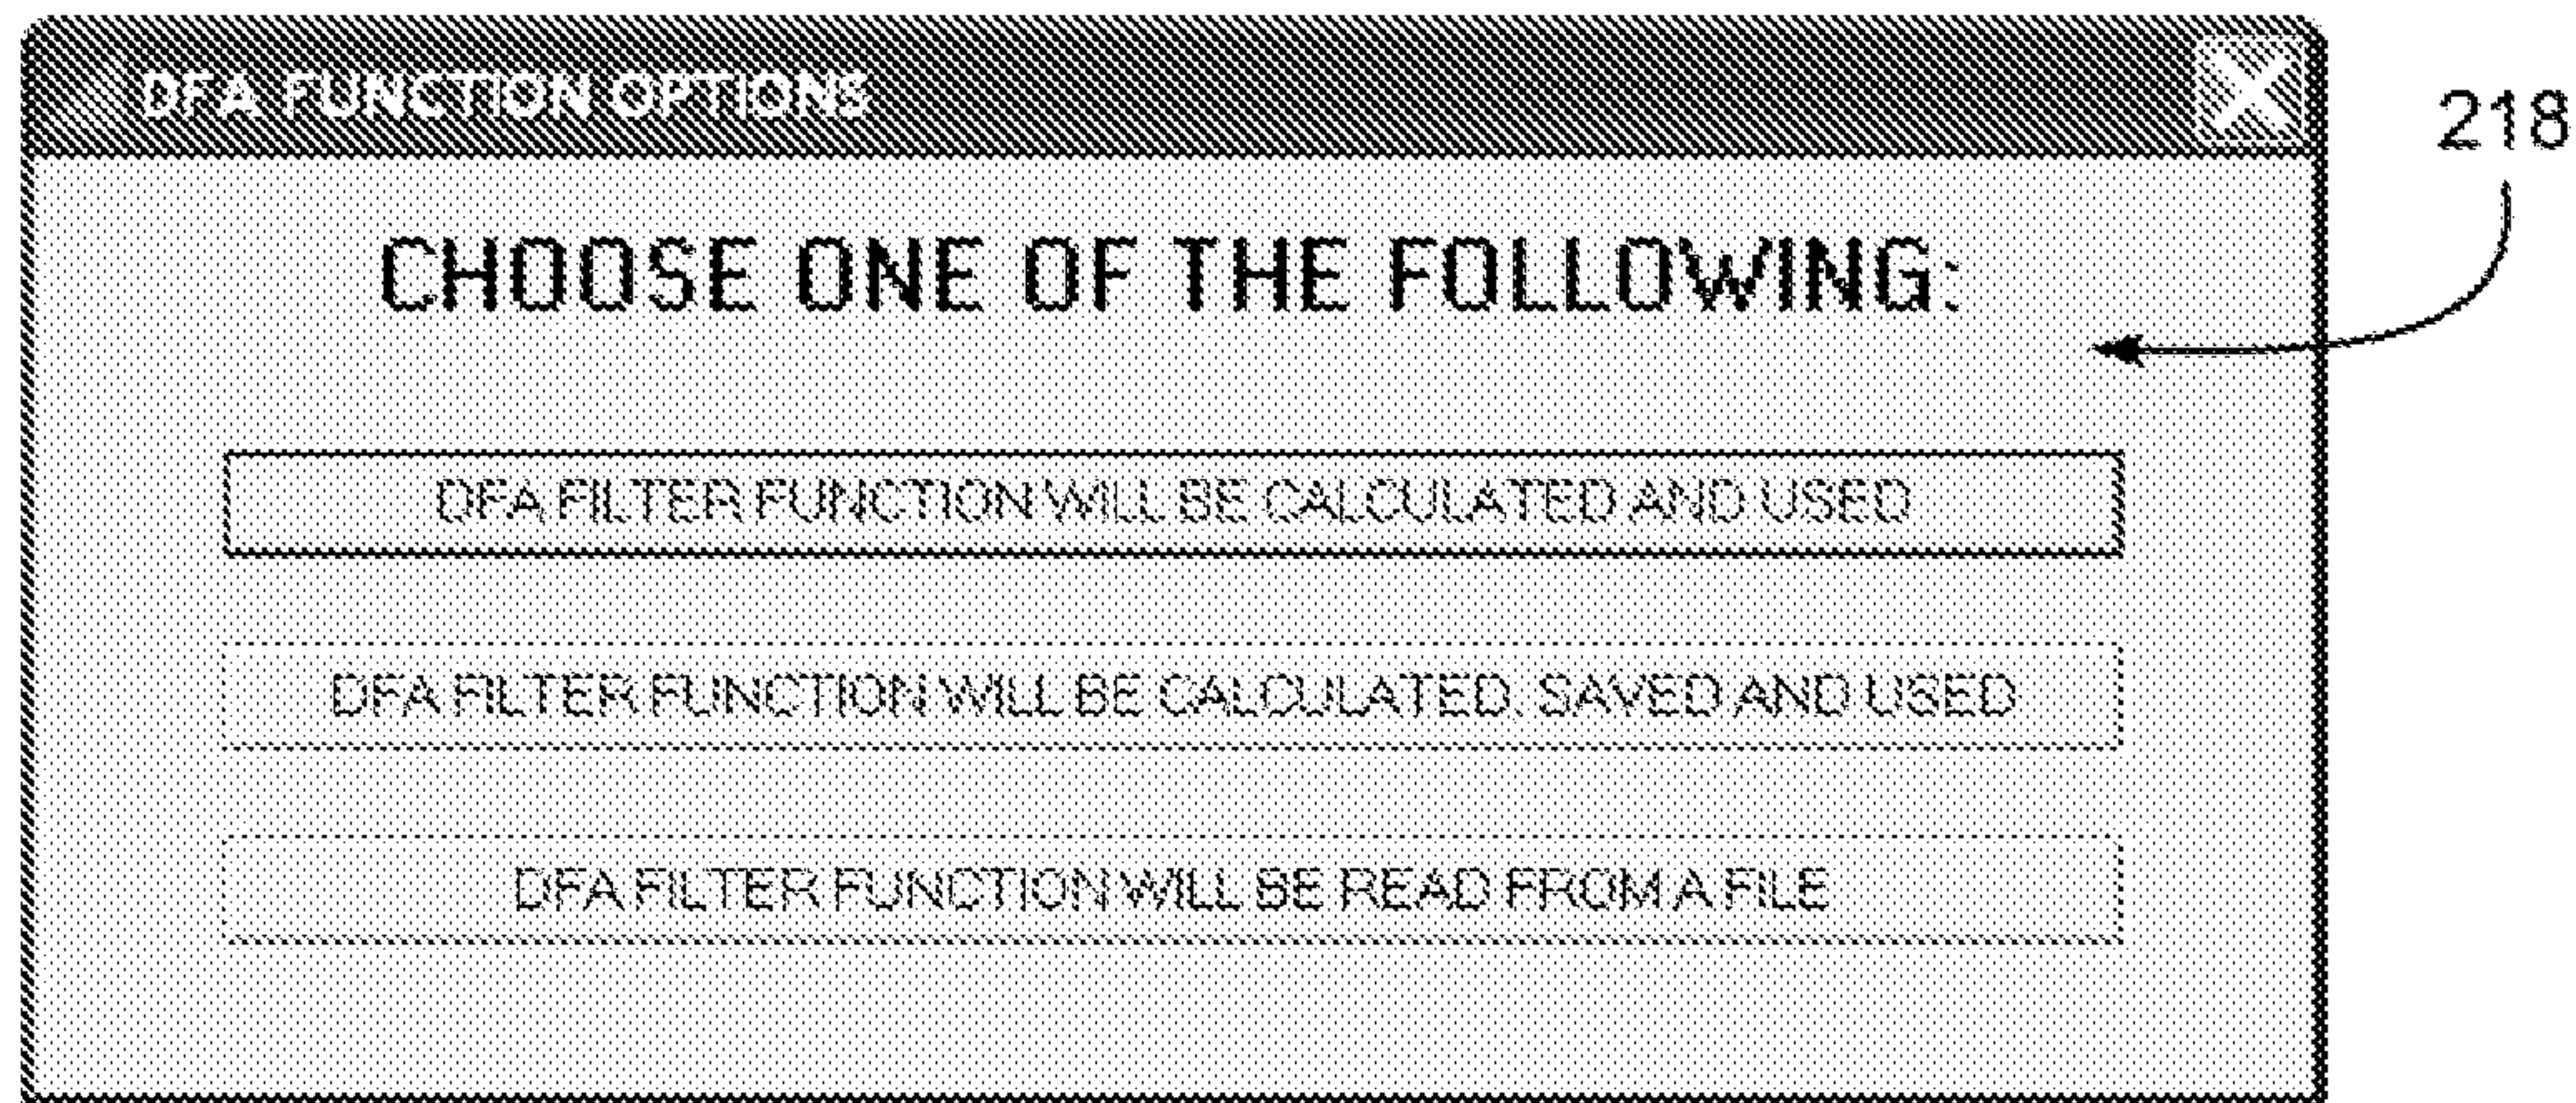 DFA FUNCTION OPTIONS
218
CHOOSE ONE OF THE FOLLOWING:
DFA FILTER FUNCTION WILL BE CALCULATED AND USED
DFA FILTER FUNCTION WILL BE CALCULATED, SAVED AND USED
DFA FILTER FUNCTION WILL BE READ FROM A FILE